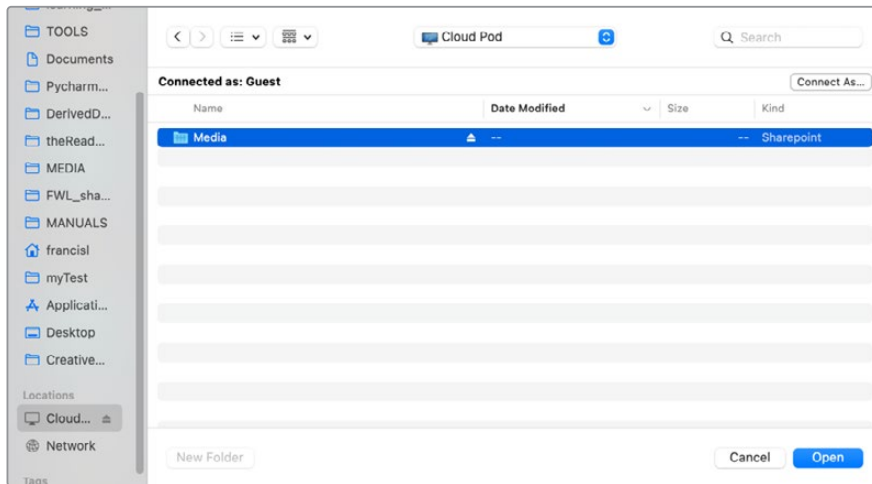 TOOLS
Documents
Pycharm...
DerivedD...
theRead...
MEDIA
FWL_sha...
MANUALS
francisl
myTest
Applicati...
Desktop
Creative...
Locations
Cloud...
Network
Tags
Cloud Pod
Search
Connected as: Guest
Connect As...
Name Date Modified Size Kind
Media -- -- Sharepoint
New Folder Cancel Open